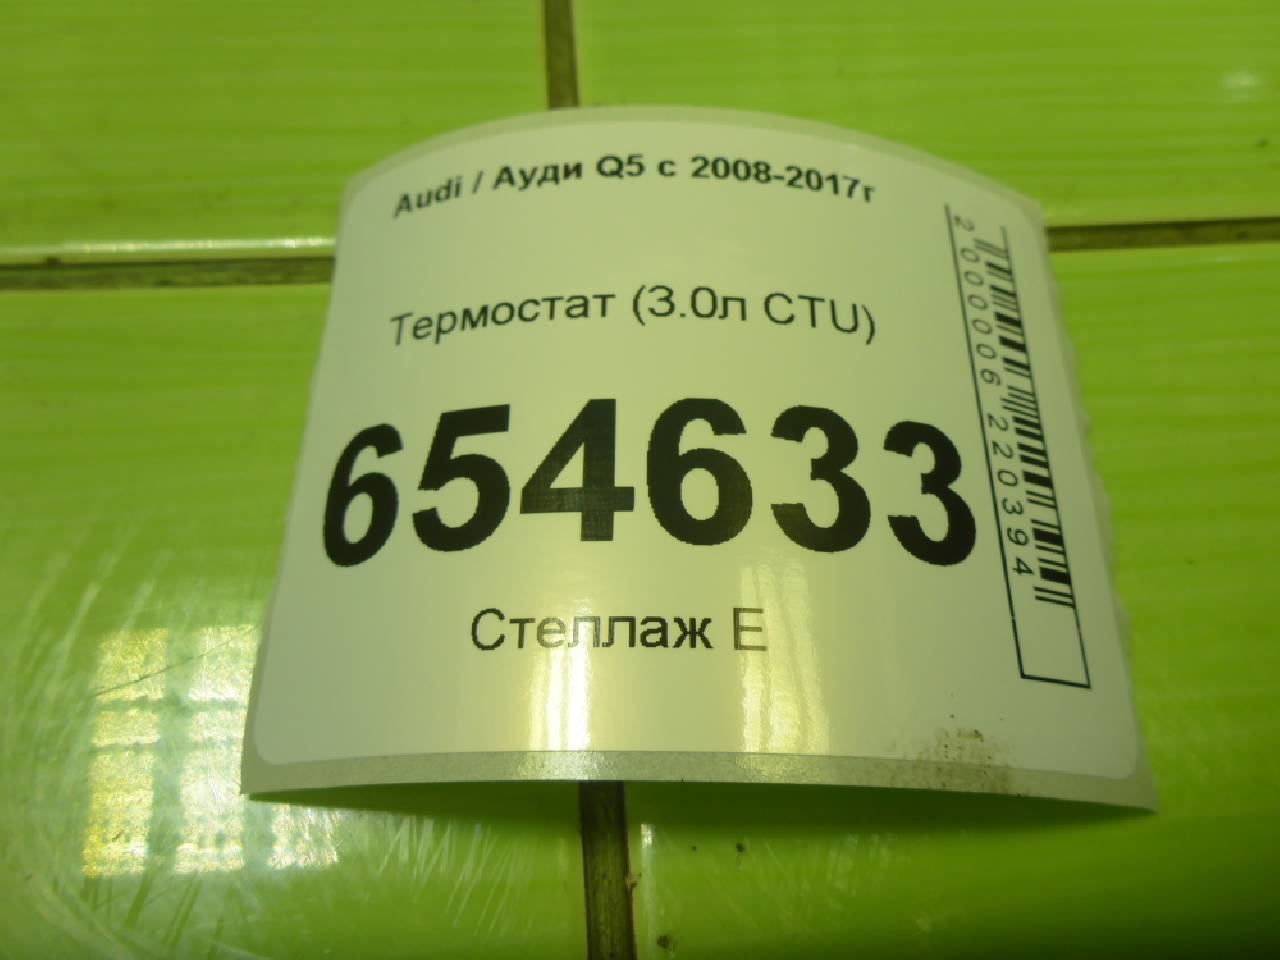 Audi / Ауди Q5 с 2008-2017г
Термостат (3.0л CTU)
654633
Стеллаж Е
2000006220394